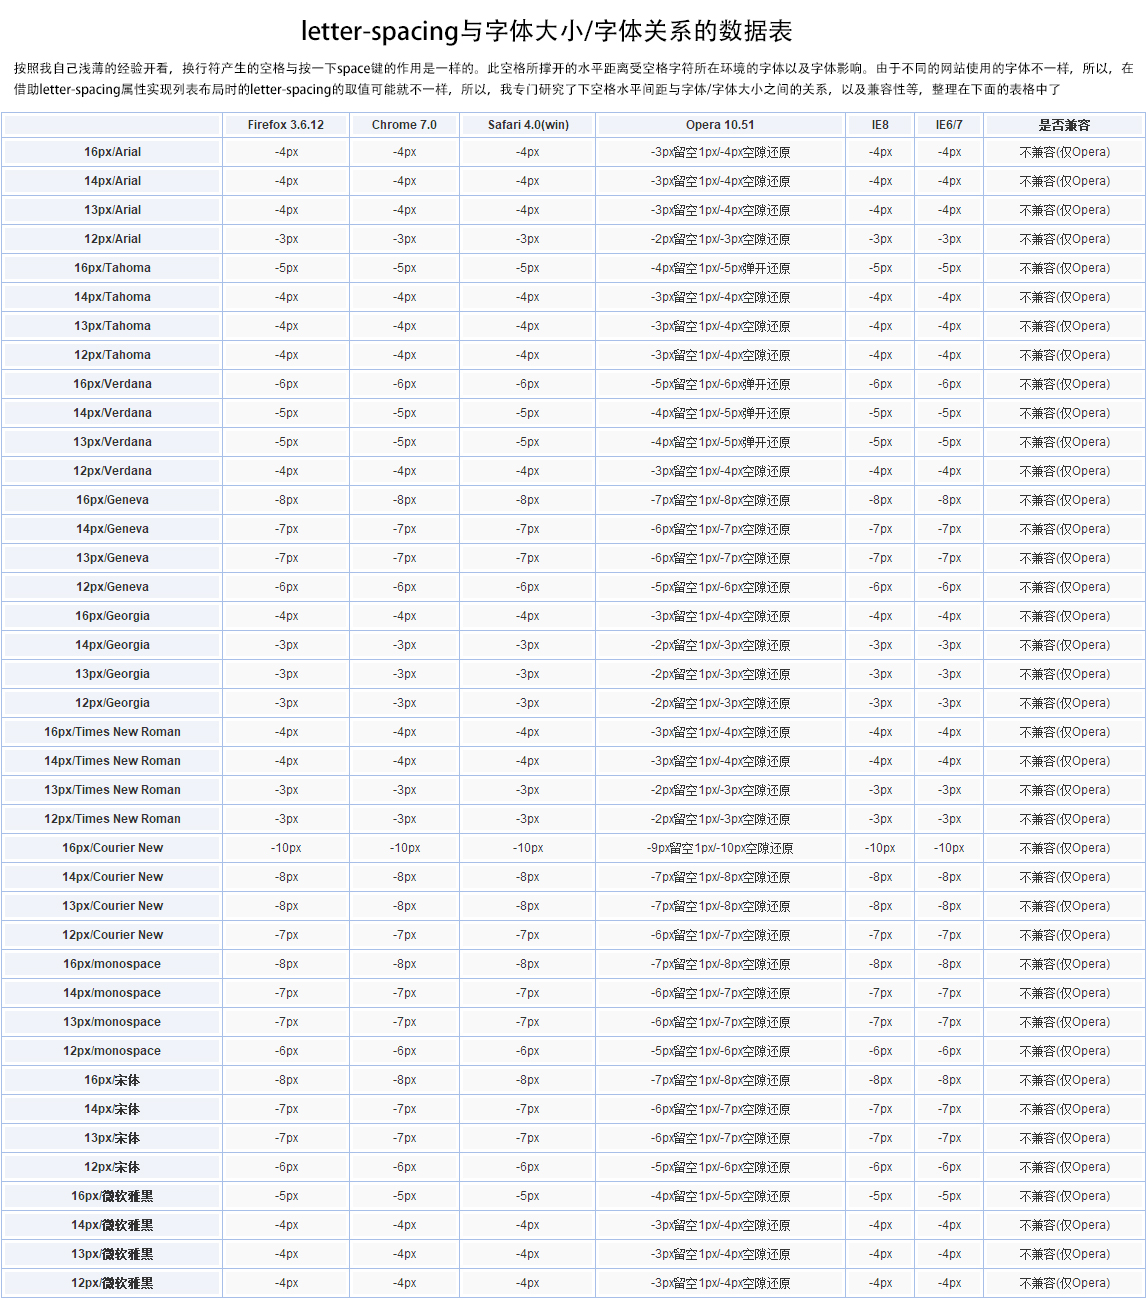 letter-spacing与字体大小/字体关系的数据表
按照我自己浅薄的经验开看，换行符产生的空格与按一下space键的作用是一样的。此空格所撑开的水平距离受空格字符所在环境的字体以及字体影响。由于不同的网站使用的字体不一样，所以，在
借助letter-spacing属性实现列表布局时的letter-spacing的取值可能就不一样，所以，我专门研究了下空格水平间距与字体/字体大小之间的关系，以及兼容性等，整理在下面的表格中了
Firefox 3.6.12 Chrome 7.0 Safari 4.0(win) Opera 10.51 IE8 IE6/7 是否兼容
16px/Arial -4px -4px -4px -3px留空1px/-4px空隙还原 -4px -4px 不兼容(仅Opera)
14px/Arial -4px -4px -4px -3px留空1px/-4px空隙还原 -4px -4px 不兼容(仅Opera)
13px/Arial -4px -4px -4px -3px留空1px/-4px空隙还原 -4px -4px 不兼容(仅Opera)
12px/Arial -3px -3px -3px -2px留空1px/-3px空隙还原 -3px -3px 不兼容(仅Opera)
16px/Tahoma -5px -5px -5px -4px留空1px/-5px弹开还原 -5px -5px 不兼容(仅Opera)
14px/Tahoma -4px -4px -4px -3px留空1px/-4px空隙还原 -4px -4px 不兼容(仅Opera)
13px/Tahoma -4px -4px -4px -3px留空1px/-4px空隙还原 -4px -4px 不兼容(仅Opera)
12px/Tahoma -4px -4px -4px -3px留空1px/-4px空隙还原 -4px -4px 不兼容(仅Opera)
16px/Verdana -6px -6px -6px -5px留空1px/-6px弹开还原 -6px -6px 不兼容(仅Opera)
14px/Verdana -5px -5px -5px -4px留空1px/-5px弹开还原 -5px -5px 不兼容(仅Opera)
13px/Verdana -5px -5px -5px -4px留空1px/-5px弹开还原 -5px -5px 不兼容(仅Opera)
12px/Verdana -4px -4px -4px -3px留空1px/-4px空隙还原 -4px -4px 不兼容(仅Opera)
16px/Geneva -8px -8px -8px -7px留空1px/-8px空隙还原 -8px -8px 不兼容(仅Opera)
14px/Geneva -7px -7px -7px -6px留空1px/-7px空隙还原 -7px -7px 不兼容(仅Opera)
13px/Geneva -7px -7px -7px -6px留空1px/-7px空隙还原 -7px -7px 不兼容(仅Opera)
12px/Geneva -6px -6px -6px -5px留空1px/-6px空隙还原 -6px -6px 不兼容(仅Opera)
16px/Georgia -4px -4px -4px -3px留空1px/-4px空隙还原 -4px -4px 不兼容(仅Opera)
14px/Georgia -3px -3px -3px -2px留空1px/-3px空隙还原 -3px -3px 不兼容(仅Opera)
13px/Georgia -3px -3px -3px -2px留空1px/-3px空隙还原 -3px -3px 不兼容(仅Opera)
12px/Georgia -3px -3px -3px -2px留空1px/-3px空隙还原 -3px -3px 不兼容(仅Opera)
16px/Times New Roman -4px -4px -4px -3px留空1px/-4px空隙还原 -4px -4px 不兼容(仅Opera)
14px/Times New Roman -4px -4px -4px -3px留空1px/-4px空隙还原 -4px -4px 不兼容(仅Opera)
13px/Times New Roman -3px -3px -3px -2px留空1px/-3px空隙还原 -3px -3px 不兼容(仅Opera)
12px/Times New Roman -3px -3px -3px -2px留空1px/-3px空隙还原 -3px -3px 不兼容(仅Opera)
16px/Courier New -10px -10px -10px -9px留空1px/-10px空隙还原 -10px -10px 不兼容(仅Opera)
14px/Courier New -8px -8px -8px -7px留空1px/-8px空隙还原 -8px -8px 不兼容(仅Opera)
13px/Courier New -8px -8px -8px -7px留空1px/-8px空隙还原 -8px -8px 不兼容(仅Opera)
12px/Courier New -7px -7px -7px -6px留空1px/-7px空隙还原 -7px -7px 不兼容(仅Opera)
16px/monospace -8px -8px -8px -7px留空1px/-8px空隙还原 -8px -8px 不兼容(仅Opera)
14px/monospace -7px -7px -7px -6px留空1px/-7px空隙还原 -7px -7px 不兼容(仅Opera)
13px/monospace -7px -7px -7px -6px留空1px/-7px空隙还原 -7px -7px 不兼容(仅Opera)
12px/monospace -6px -6px -6px -5px留空1px/-6px空隙还原 -6px -6px 不兼容(仅Opera)
16px/宋体 -8px -8px -8px -7px留空1px/-8px空隙还原 -8px -8px 不兼容(仅Opera)
14px/宋体 -7px -7px -7px -6px留空1px/-7px空隙还原 -7px -7px 不兼容(仅Opera)
13px/宋体 -7px -7px -7px -6px留空1px/-7px空隙还原 -7px -7px 不兼容(仅Opera)
12px/宋体 -6px -6px -6px -5px留空1px/-6px空隙还原 -6px -6px 不兼容(仅Opera)
16px/微软雅黑 -5px -5px -5px -4px留空1px/-5px空隙还原 -5px -5px 不兼容(仅Opera)
14px/微软雅黑 -4px -4px -4px -3px留空1px/-4px空隙还原 -4px -4px 不兼容(仅Opera)
13px/微软雅黑 -4px -4px -4px -3px留空1px/-4px空隙还原 -4px -4px 不兼容(仅Opera)
12px/微软雅黑 -4px -4px -4px -3px留空1px/-4px空隙还原 -4px -4px 不兼容(仅Opera)